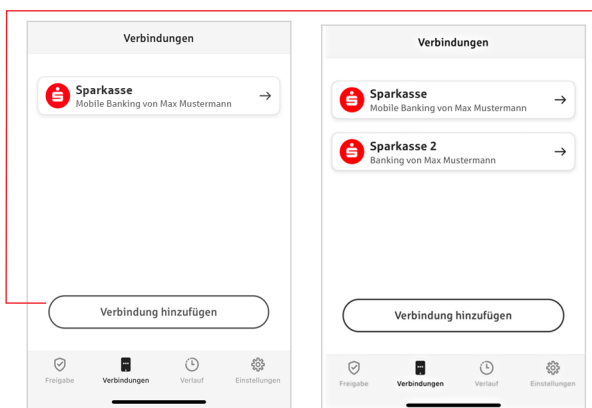 Verbindungen
Sparkasse
Mobile Banking von Max Mustermann
Verbindung hinzufügen
Freigabe
Verbindungen
Verlauf
Einstellungen
Verbindungen
Sparkasse
Mobile Banking von Max Mustermann
Sparkasse 2
Banking von Max Mustermann
Verbindung hinzufügen
Freigabe
Verbindungen
Verlauf
Einstellungen